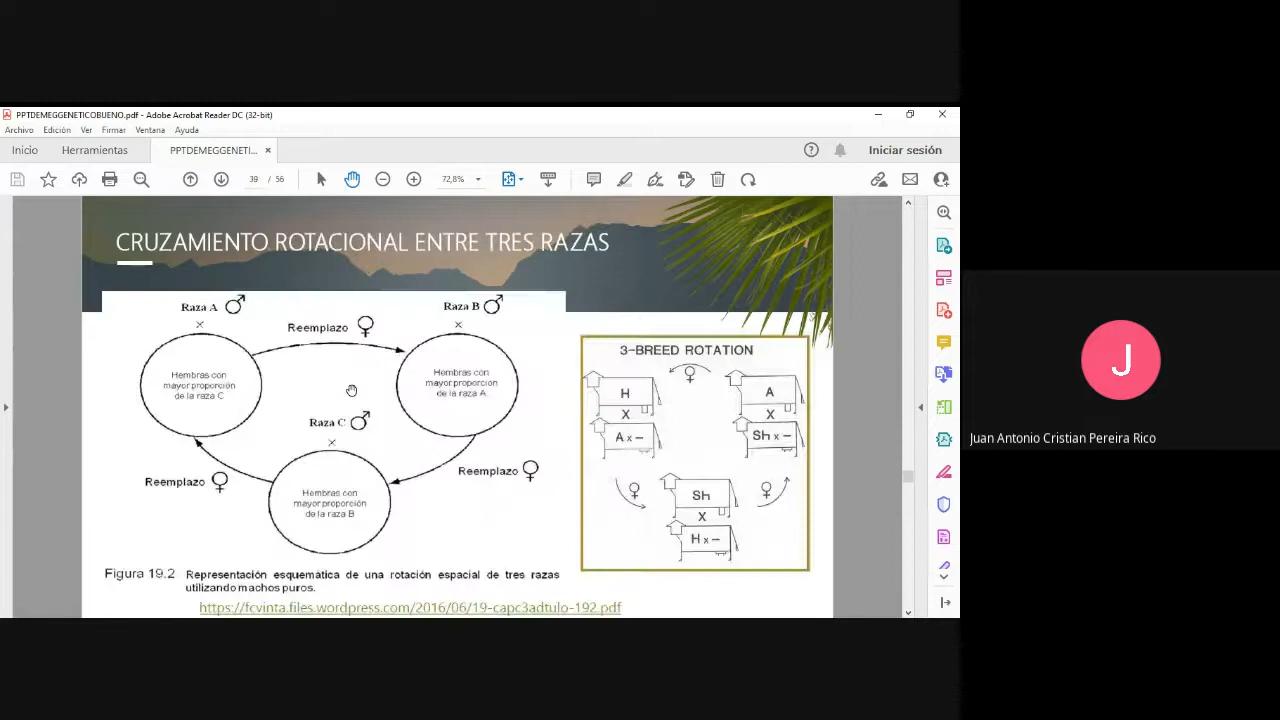 PPTDEMEGGENETICOBUENO.pdf - Adobe Acrobat Reader DC (32-bit)
Archivo Edición Ver Firmar Ventana Ayuda
Inicio Herramientas PPTDEMEGGENETI... × Iniciar sesión
39 / 56 72,8%
CRUZAMIENTO ROTACIONAL ENTRE TRES RAZAS
Raza A ♂
×
Reemplazo ♀
Raza B ♂
×
Hembras con
mayor proporción
de la raza C
Hembras con
mayor proporción
de la raza A
Raza C ♂
×
Reemplazo ♀
Reemplazo ♀
Hembras con
mayor proporción
de la raza B
Figura 19.2 Representación esquemática de una rotación espacial de tres razas
utilizando machos puros.
3-BREED ROTATION
♀
H
X
A x –
A
X
Sh x –
♀
♀
Sh
X
H x –
https://fcvinta.files.wordpress.com/2016/06/19-capc3adtulo-192.pdf
J
Juan Antonio Cristian Pereira Rico